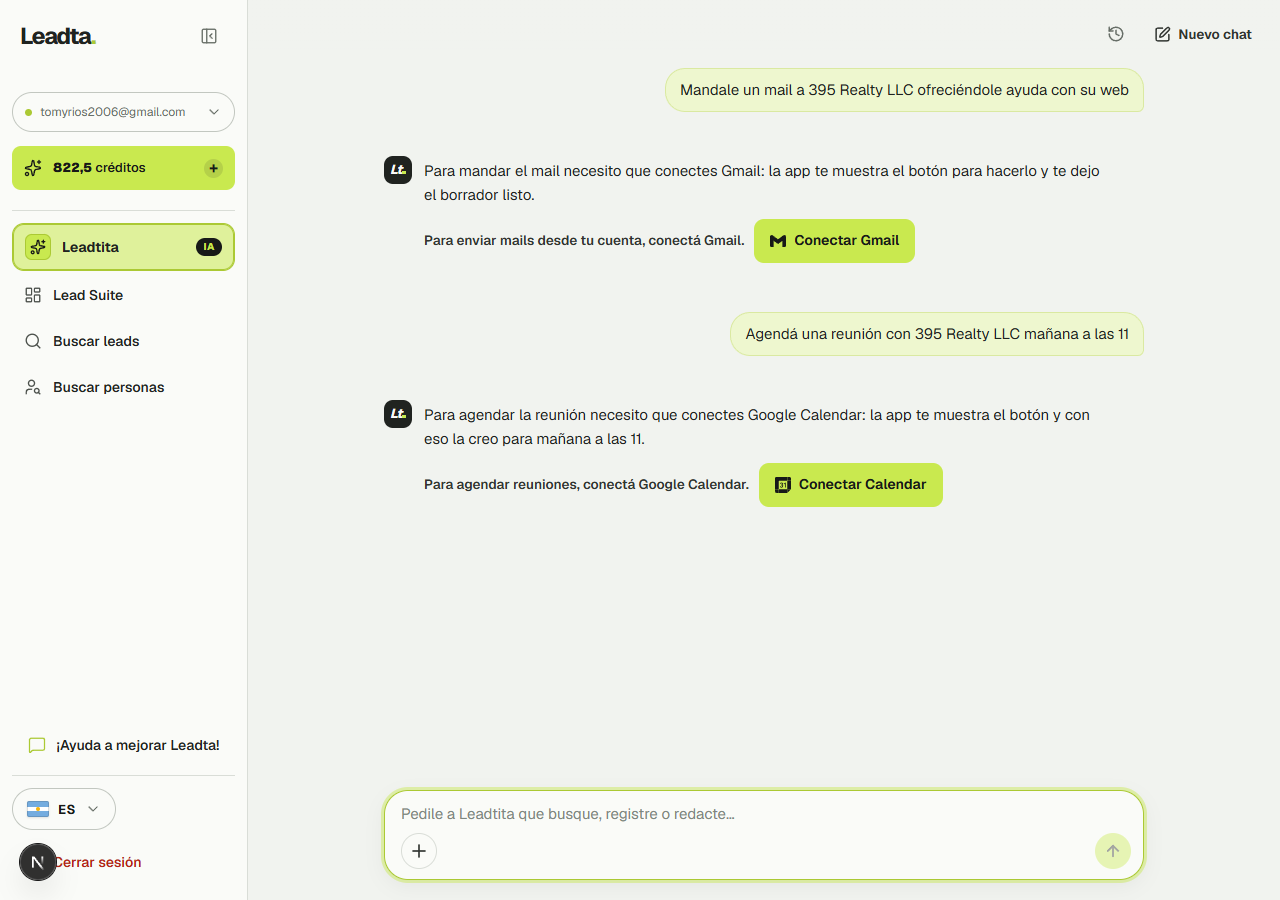 Leadta.
Nuevo chat
tomyrios2006@gmail.com
822,5 créditos
Leadtita
IA
Lead Suite
Buscar leads
Buscar personas
¡Ayuda a mejorar Leadta!
ES
N
Cerrar sesión
Mandale un mail a 395 Realty LLC ofreciéndole ayuda con su web
Lt.
Para mandar el mail necesito que conectes Gmail: la app te muestra el botón para hacerlo y te dejo
el borrador listo.
Para enviar mails desde tu cuenta, conectá Gmail.
Conectar Gmail
Agendá una reunión con 395 Realty LLC mañana a las 11
Lt.
Para agendar la reunión necesito que conectes Google Calendar: la app te muestra el botón y con
eso la creo para mañana a las 11.
Para agendar reuniones, conectá Google Calendar.
31
Conectar Calendar
Pedile a Leadtita que busque, registre o redacte…